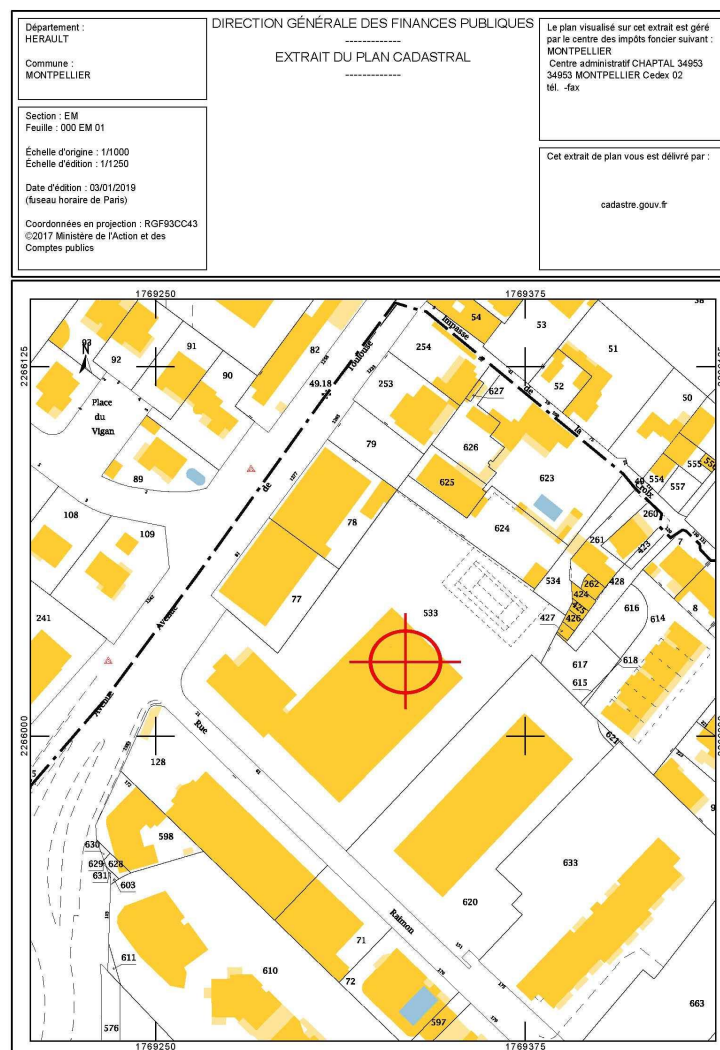 Département :
HERAULT
Commune :
MONTPELLIER
Section : EM
Feuille : 000 EM 01
Échelle d'origine : 1/1000
Échelle d'édition : 1/1250
Date d'édition : 03/01/2019
(fuseau horaire de Paris)
Coordonnées en projection : RGF93CC43
©2017 Ministère de l'Action et des
Comptes publics
DIRECTION GÉNÉRALE DES FINANCES PUBLIQUES
-------------
EXTRAIT DU PLAN CADASTRAL
-------------
Le plan visualisé sur cet extrait est géré
par le centre des impôts foncier suivant :
MONTPELLIER
Centre administratif CHAPTAL 34953
34953 MONTPELLIER Cedex 02
tél. -fax
Cet extrait de plan vous est délivré par :
cadastre.gouv.fr
1769250
1769375
2266125
93
N
92
91
90
82
Toulouse
49.18
254
Impasse
54
53
51
52
50
de
la
Croix
253
627
626
79
625
623
624
Place
du
Vigan
89
de
78
77
108
109
241
Avenue
Avenue
533
534
554
555
557
260
261
423
7
262
428
424
425
426
427
616
614
8
617
615
618
621
2266000
Rue
128
598
630
629
628
631
603
611
610
576
Raimon
71
72
597
620
633
663
1769250
1769375